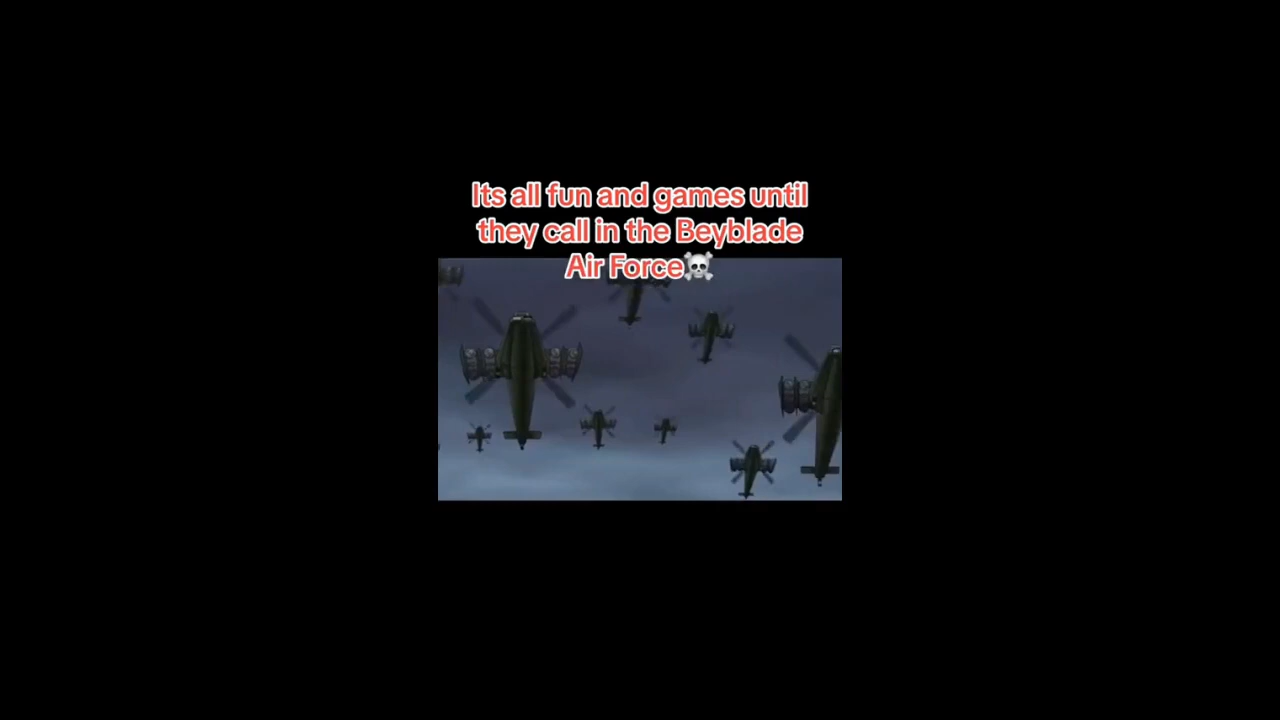 Its all fun and games until
they call in the Beyblade
Air Force☠️